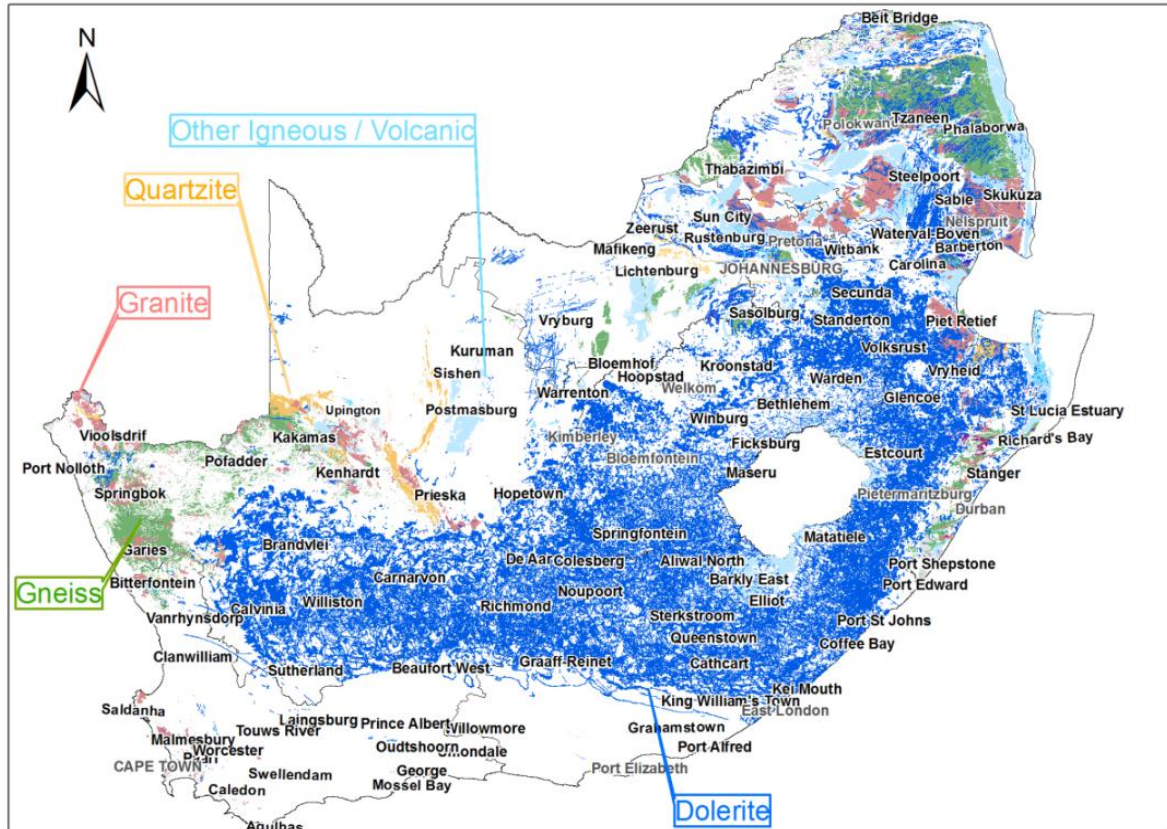 Beit Bridge
N
Other Igneous / Volcanic
Polokwane
Tzaneen
Phalaborwa
Quartzite
Thabazimbi
Steelpoort
Skukuza
Sabie
Sun City
Nelspruit
Zeerust
Rustenburg
Pretoria
Waterval-Boven
Mafikeng
Witbank
Barberton
Lichtenburg
JOHANNESBURG
Carolina
Granite
Secunda
Vryburg
Sasolburg
Standerton
Piet Retief
Kuruman
Volksrust
Sishen
Bloemhof
Kroonstad
Hoopstad
Vryheid
Warrenton
Welkom
Warden
Upington
Postmasburg
Bethlehem
Glencoe
St Lucia Estuary
Winburg
Vioolsdrif
Kakamas
Kimberley
Ficksburg
Richard's Bay
Port Nolloth
Pofadder
Bloemfontein
Estcourt
Kenhardt
Maseru
Stanger
Springbok
Prieska
Hopetown
Pietermaritzburg
Durban
Springfontein
Matatiele
Garies
Brandvlei
De Aar
Colesberg
Aliwal North
Port Shepstone
Gneiss
Bitterfontein
Carnarvon
Barkly East
Port Edward
Noupoort
Elliot
Williston
Richmond
Calvinia
Vanrhynsdorp
Sterkstroom
Port St Johns
Queenstown
Coffee Bay
Clanwilliam
Graaff-Reinet
Cathcart
Beaufort West
Sutherland
Kei Mouth
King William's Town
Saldanha
East London
Laingsburg
Prince Albert
Willowmore
Grahamstown
Touws River
Malmesbury
Worcester
Oudtshoorn
Port Alfred
CAPE TOWN
George
Port Elizabeth
Swellendam
Mossel Bay
Caledon
Dolerite
Agulhas